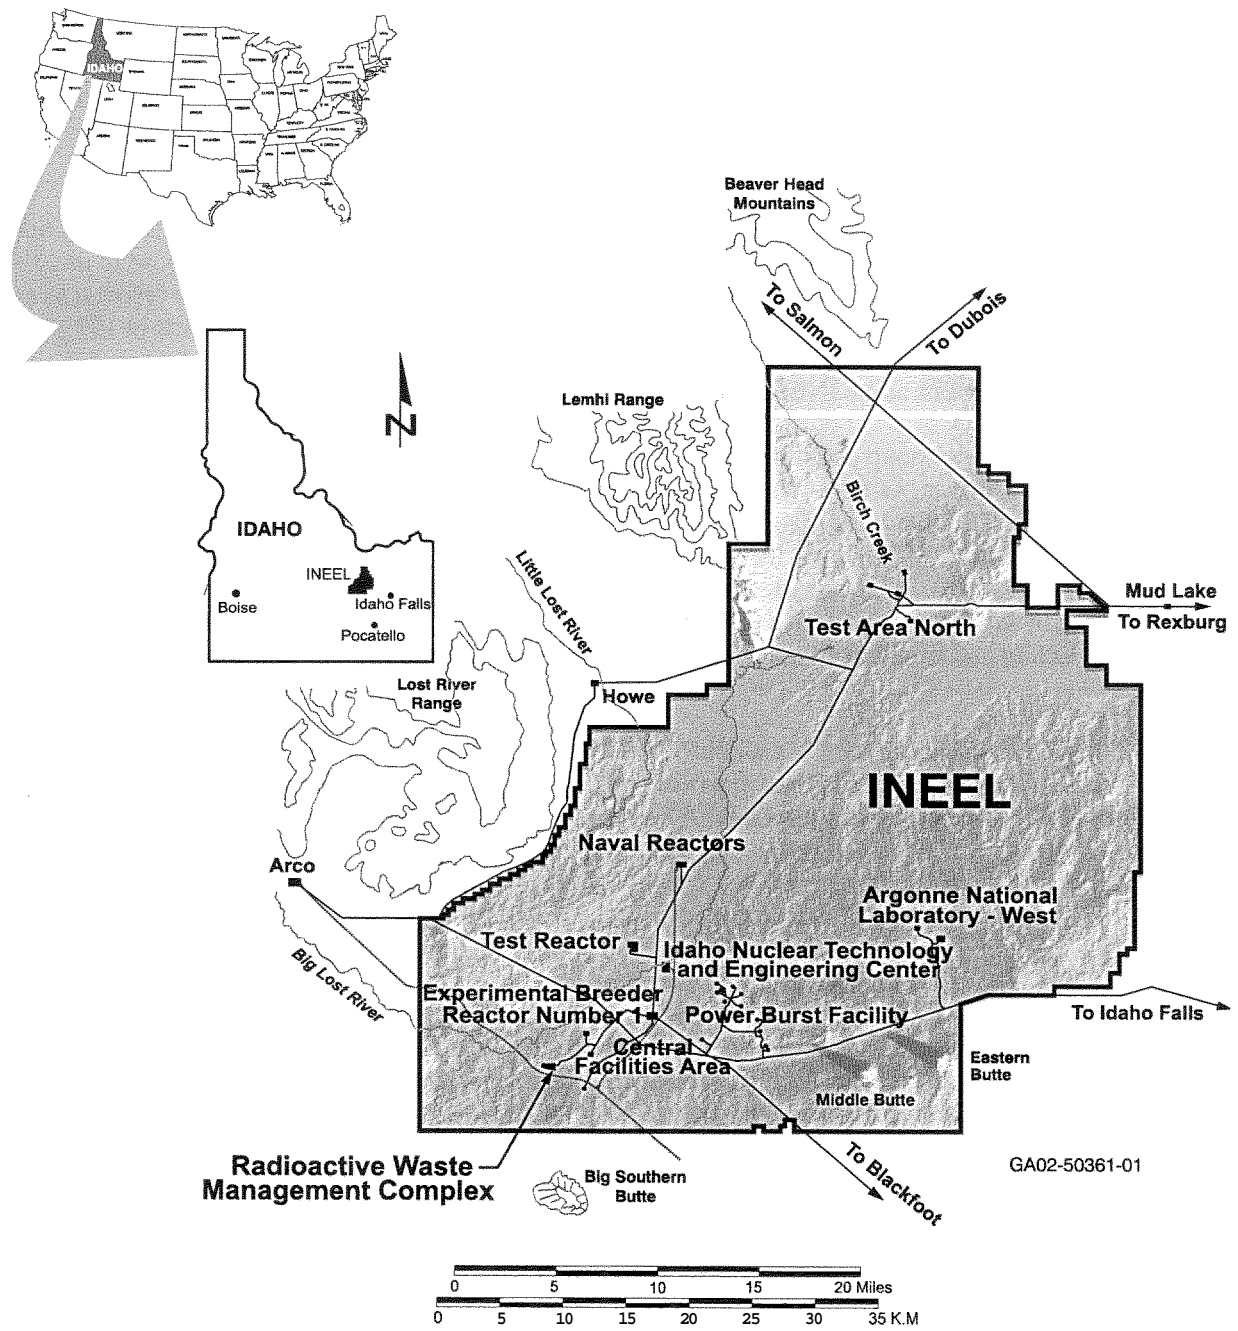 IDAHO
Beaver Head
Mountains
To Salmon
To Dubois
N
Lemhi Range
Birch Creek
IDAHO
INEEL
Boise
Idaho Falls
Pocatello
Little Lost River
Mud Lake
To Rexburg
Test Area North
Lost River
Range
Howe
INEEL
Naval Reactors
Arco
Argonne National
Laboratory - West
Test Reactor
Idaho Nuclear Technology
and Engineering Center
Big Lost River
Experimental Breeder
Reactor Number 1
Power Burst Facility
To Idaho Falls
Central
Facilities Area
Eastern
Butte
Middle Butte
Radioactive Waste
Management Complex
Big Southern
Butte
To Blackfoot
GA02-50361-01
0 5 10 15 20 Miles
0 5 10 15 20 25 30 35 K.M